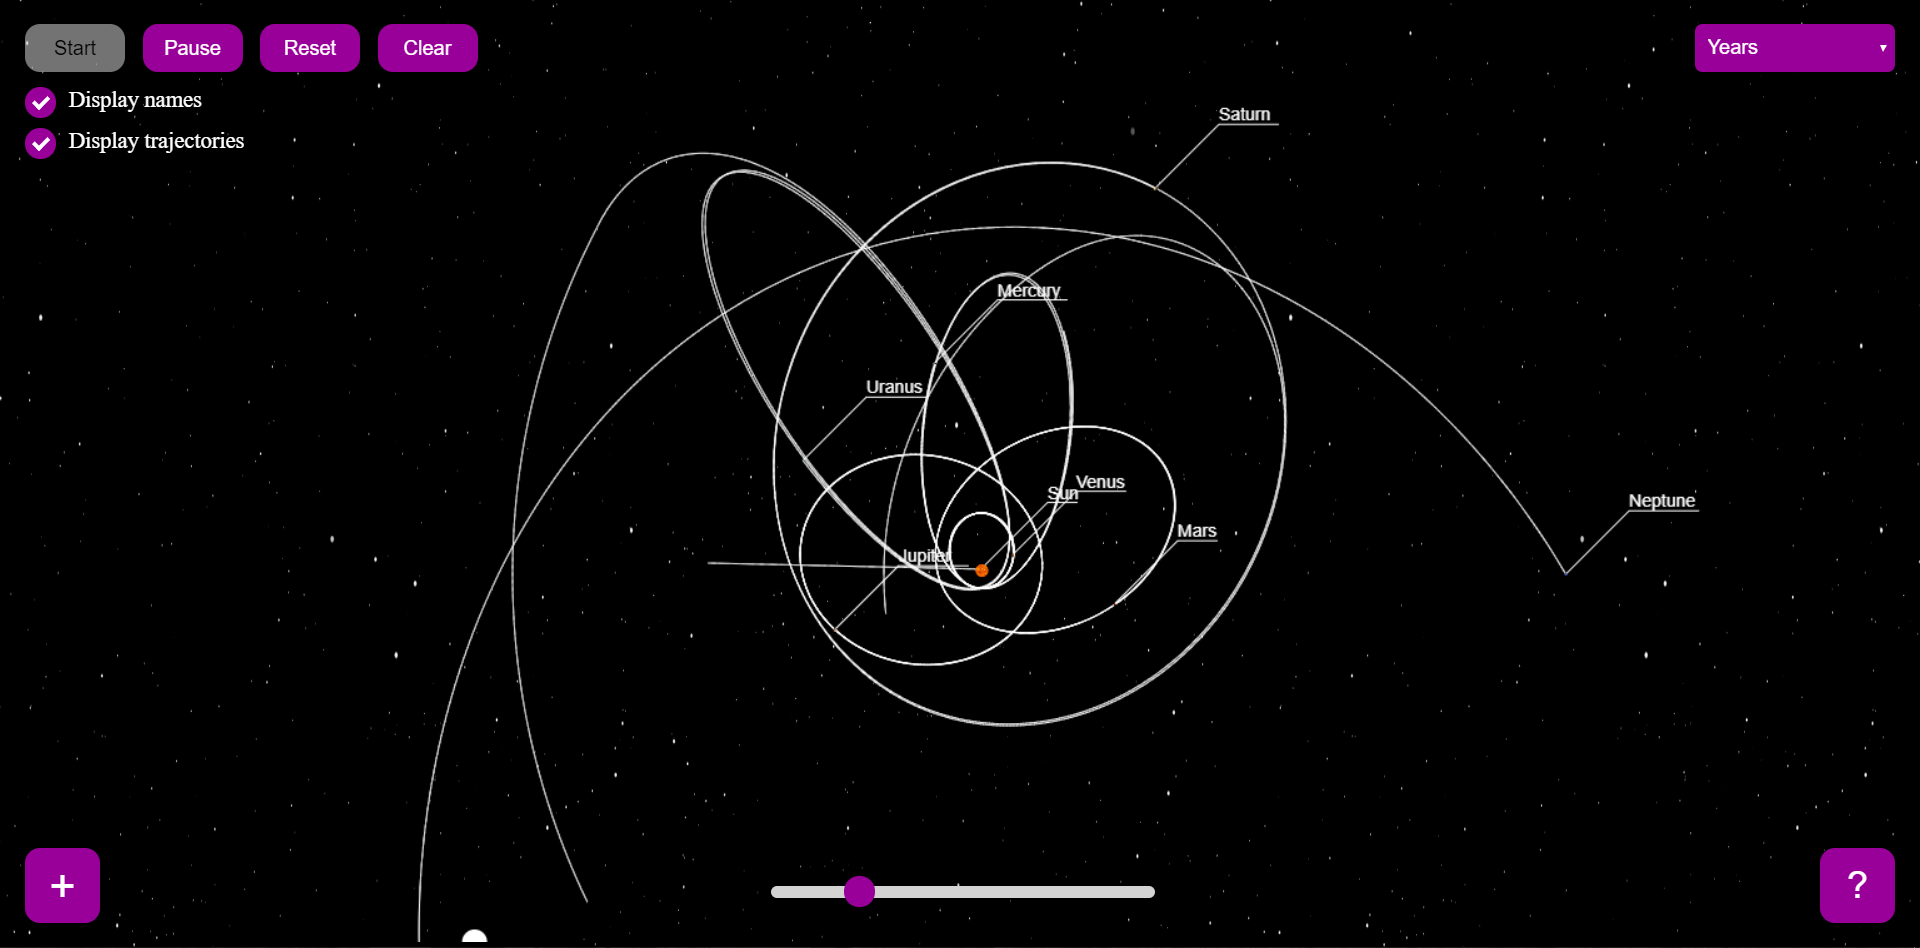 Start
Pause
Reset
Clear
Years
Display names
Display trajectories
Saturn
Mercury
Uranus
Venus
Sun
Neptune
Mars
Jupiter
+
?